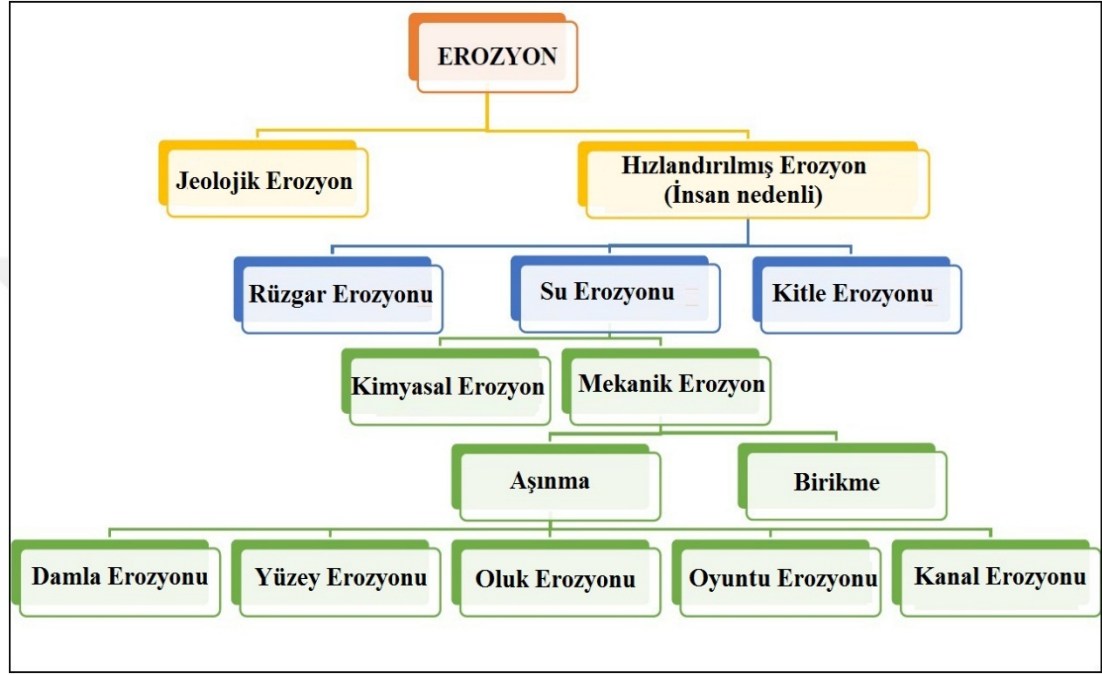 EROZYON
Jeolojik Erozyon
Hızlandırılmış Erozyon
(İnsan nedenli)
Rüzgar Erozyonu
Su Erozyonu
Kitle Erozyonu
Kimyasal Erozyon
Mekanik Erozyon
Aşınma
Birikme
Damla Erozyonu
Yüzey Erozyonu
Oluk Erozyonu
Oyuntu Erozyonu
Kanal Erozyonu